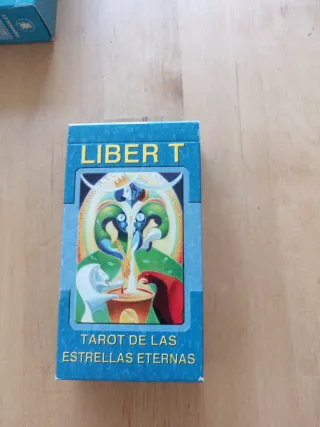 LIBER T
TAROT DE LAS
ESTRELLAS ETERNAS